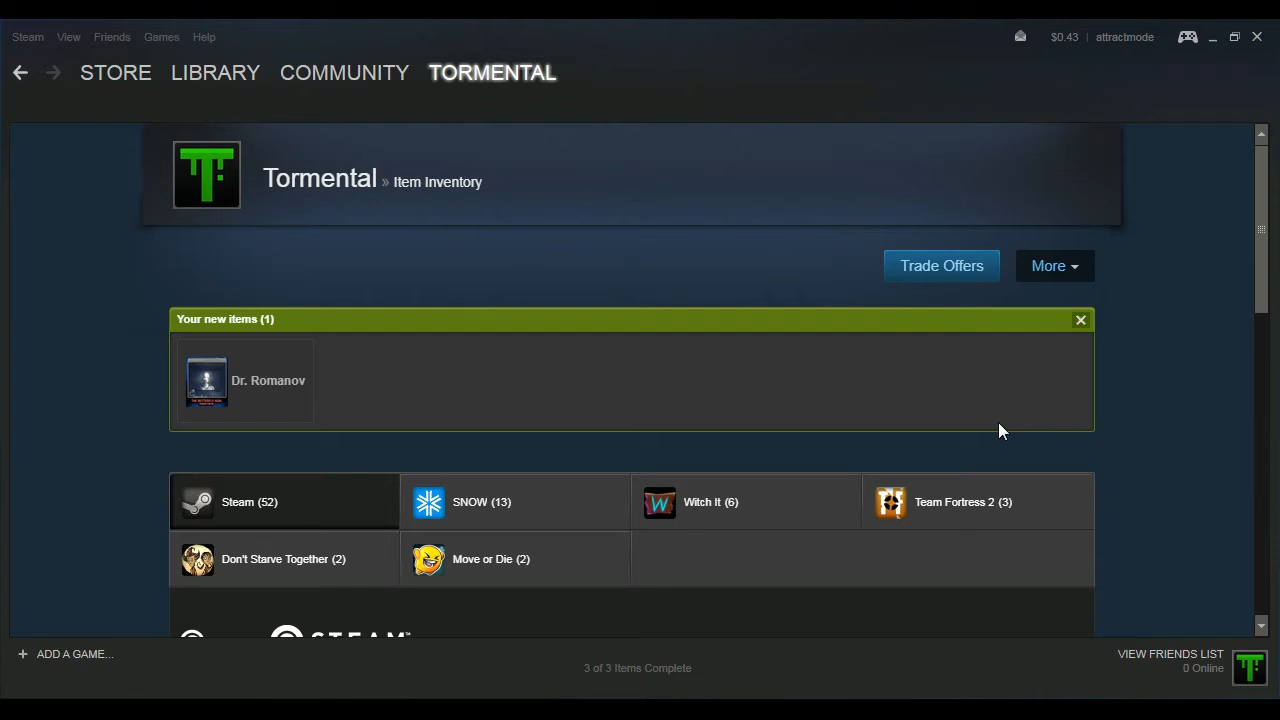 Steam View Friends Games Help
$0.43 attractmode
STORE LIBRARY COMMUNITY TORMENTAL
Tormental » Item Inventory
Trade Offers More
Your new items (1)
Dr. Romanov
Steam (52) SNOW (13) Witch It (6) Team Fortress 2 (3)
Don't Starve Together (2) Move or Die (2)
STEAM™
+ ADD A GAME... VIEW FRIENDS LIST
3 of 3 Items Complete 0 Online